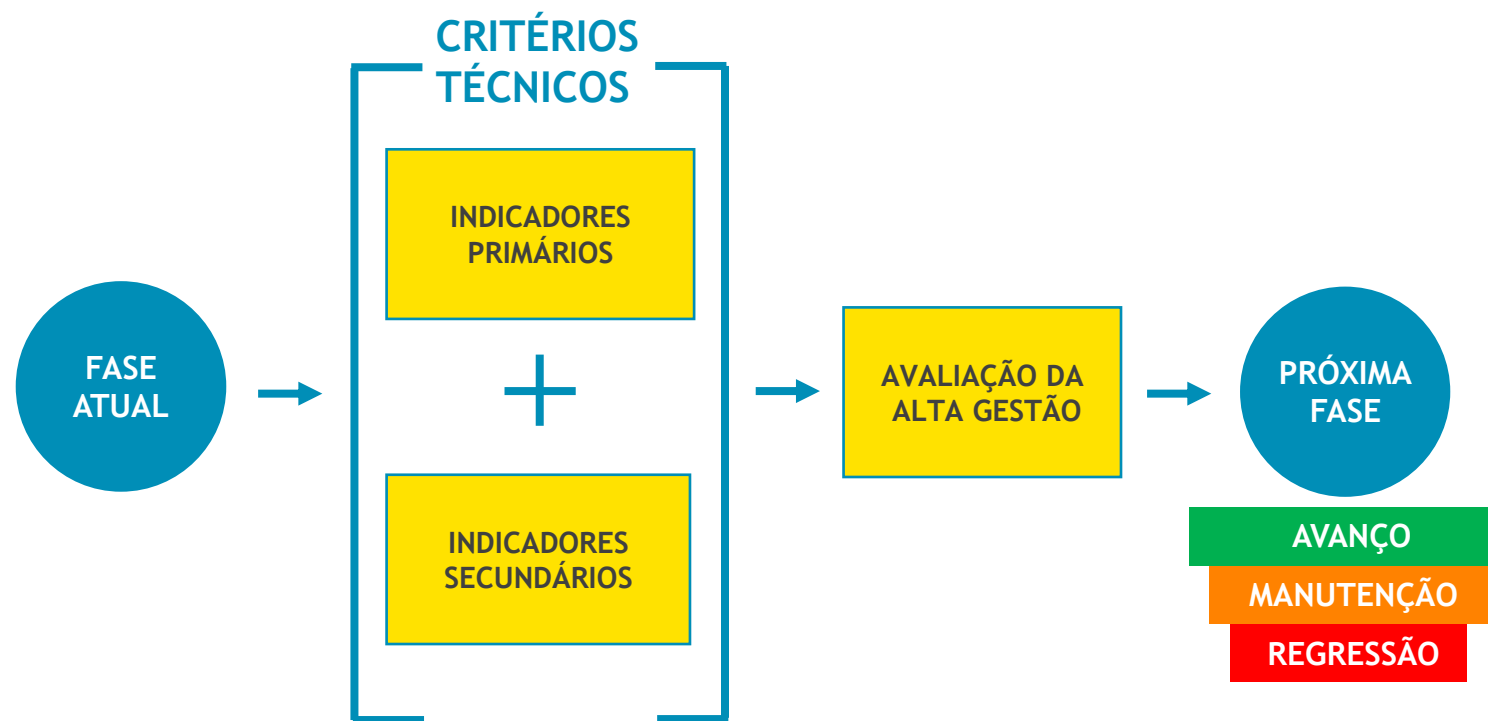 CRITÉRIOS
TÉCNICOS
INDICADORES
PRIMÁRIOS
FASE
ATUAL
INDICADORES
SECUNDÁRIOS
AVALIAÇÃO DA
ALTA GESTÃO
PRÓXIMA
FASE
AVANÇO
MANUTENÇÃO
REGRESSÃO